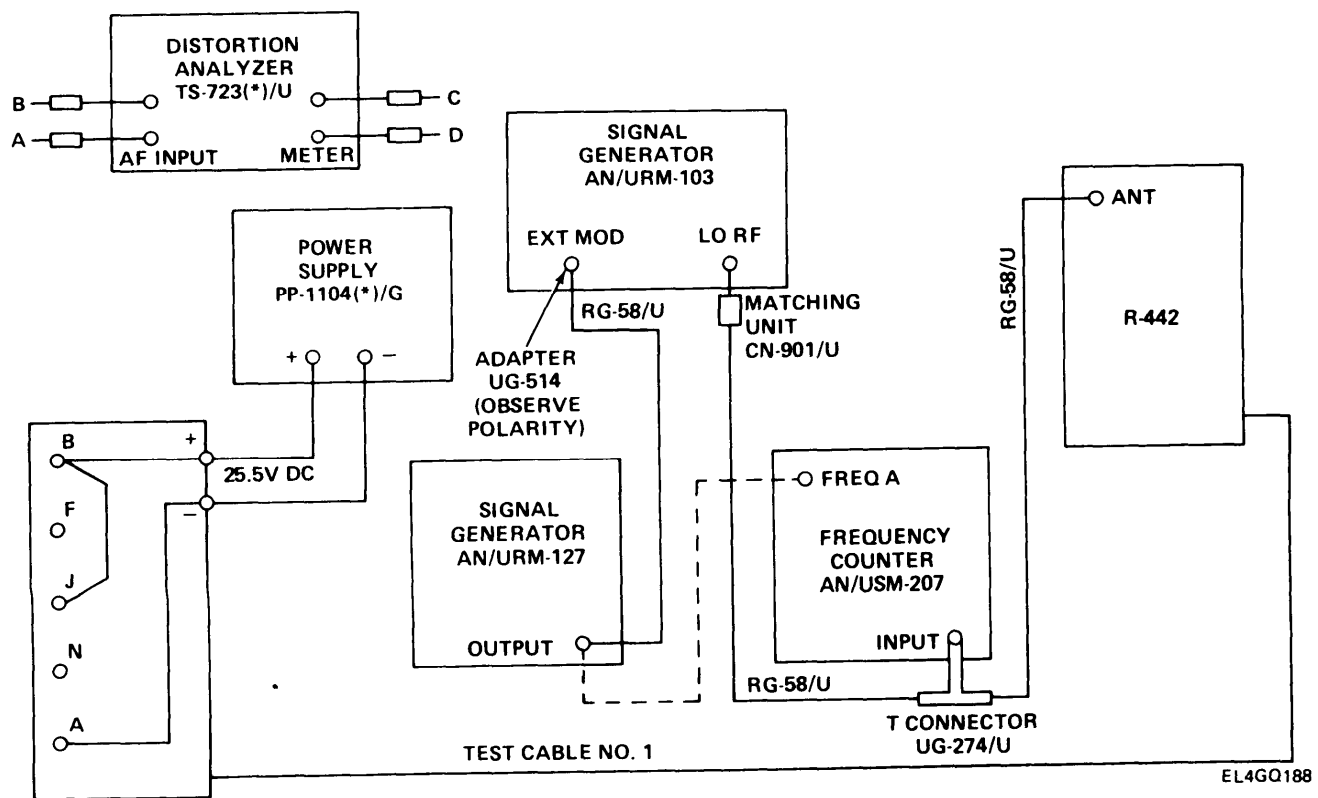 DISTORTION
ANALYZER
TS-723(*)/U
B
A
C
D
AF INPUT
METER
SIGNAL
GENERATOR
AN/URM-103
EXT MOD
LO RF
ANT
R-442
RG-58/U
POWER
SUPPLY
PP-1104(*)/G
+
−
RG-58/U
MATCHING
UNIT
CN-901/U
ADAPTER
UG-514
(OBSERVE
POLARITY)
B
F
J
N
A
+
−
25.5V DC
SIGNAL
GENERATOR
AN/URM-127
OUTPUT
FREQ A
FREQUENCY
COUNTER
AN/USM-207
INPUT
RG-58/U
T CONNECTOR
UG-274/U
TEST CABLE NO. 1
EL4GQ188